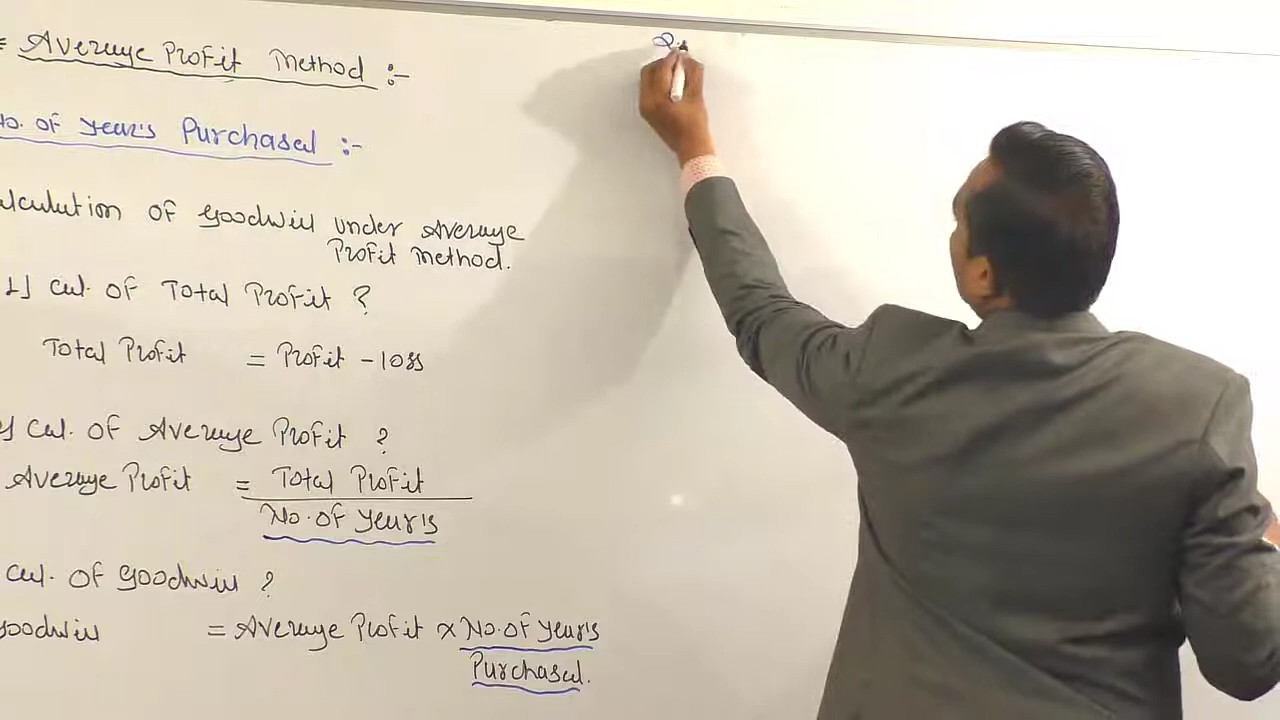 Average Profit Method :-
No. of Year's Purchased :-
Calculation of Goodwill under Average
Profit Method.
1] Cal. of Total Profit ?
Total Profit = Profit - loss
2] Cal. of Average Profit ?
Average Profit = Total Profit
No. of Year's
Cal. of Goodwill ?
Goodwill = Average Profit x No. of Year's
Purchased.